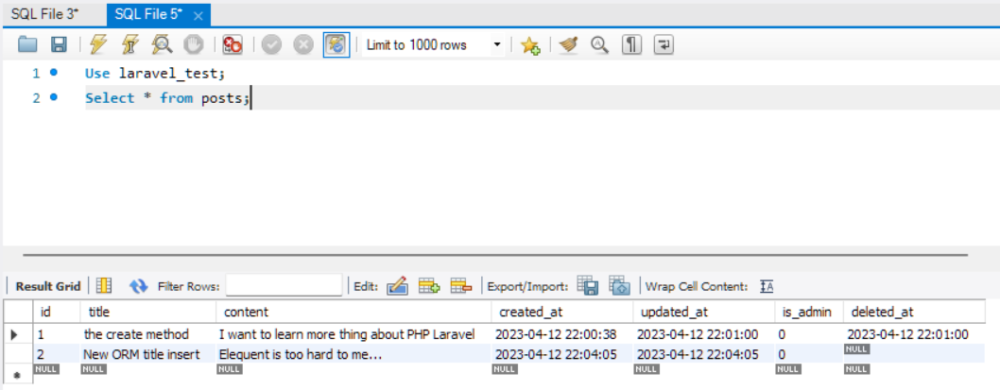 SQL File 3* SQL File 5* ×
Limit to 1000 rows
1 Use laravel_test;
2 Select * from posts;
Result Grid Filter Rows: Edit: Export/Import: Wrap Cell Content: IA
id title content created_at updated_at is_admin deleted_at
1 the create method I want to learn more thing about PHP Laravel 2023-04-12 22:00:38 2023-04-12 22:01:00 0 2023-04-12 22:01:00
2 New ORM title insert Elequent is too hard to me... 2023-04-12 22:04:05 2023-04-12 22:04:05 0 NULL
NULL NULL NULL NULL NULL NULL NULL